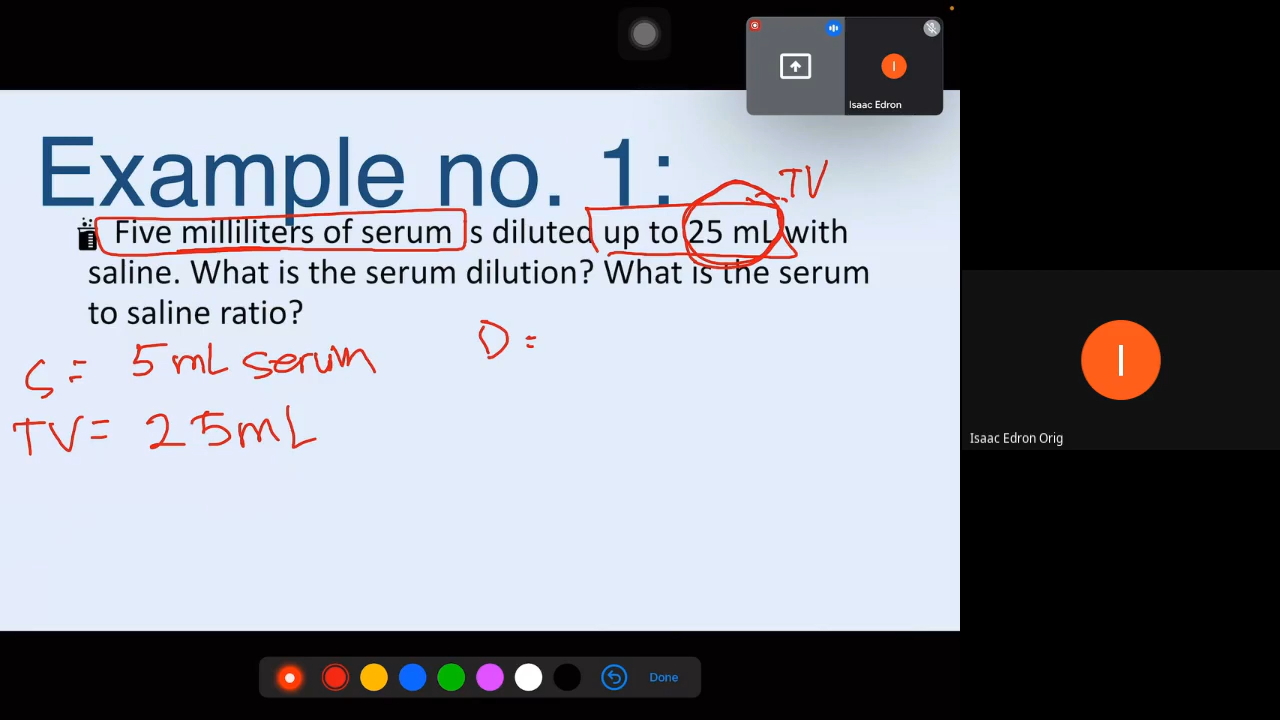 I
Isaac Edron
Example no. 1:
TV
Five milliliters of serum is diluted up to 25 mL with
saline. What is the serum dilution? What is the serum
to saline ratio?
D =
S = 5 mL serum
TV = 25 mL
I
Isaac Edron Orig
Done